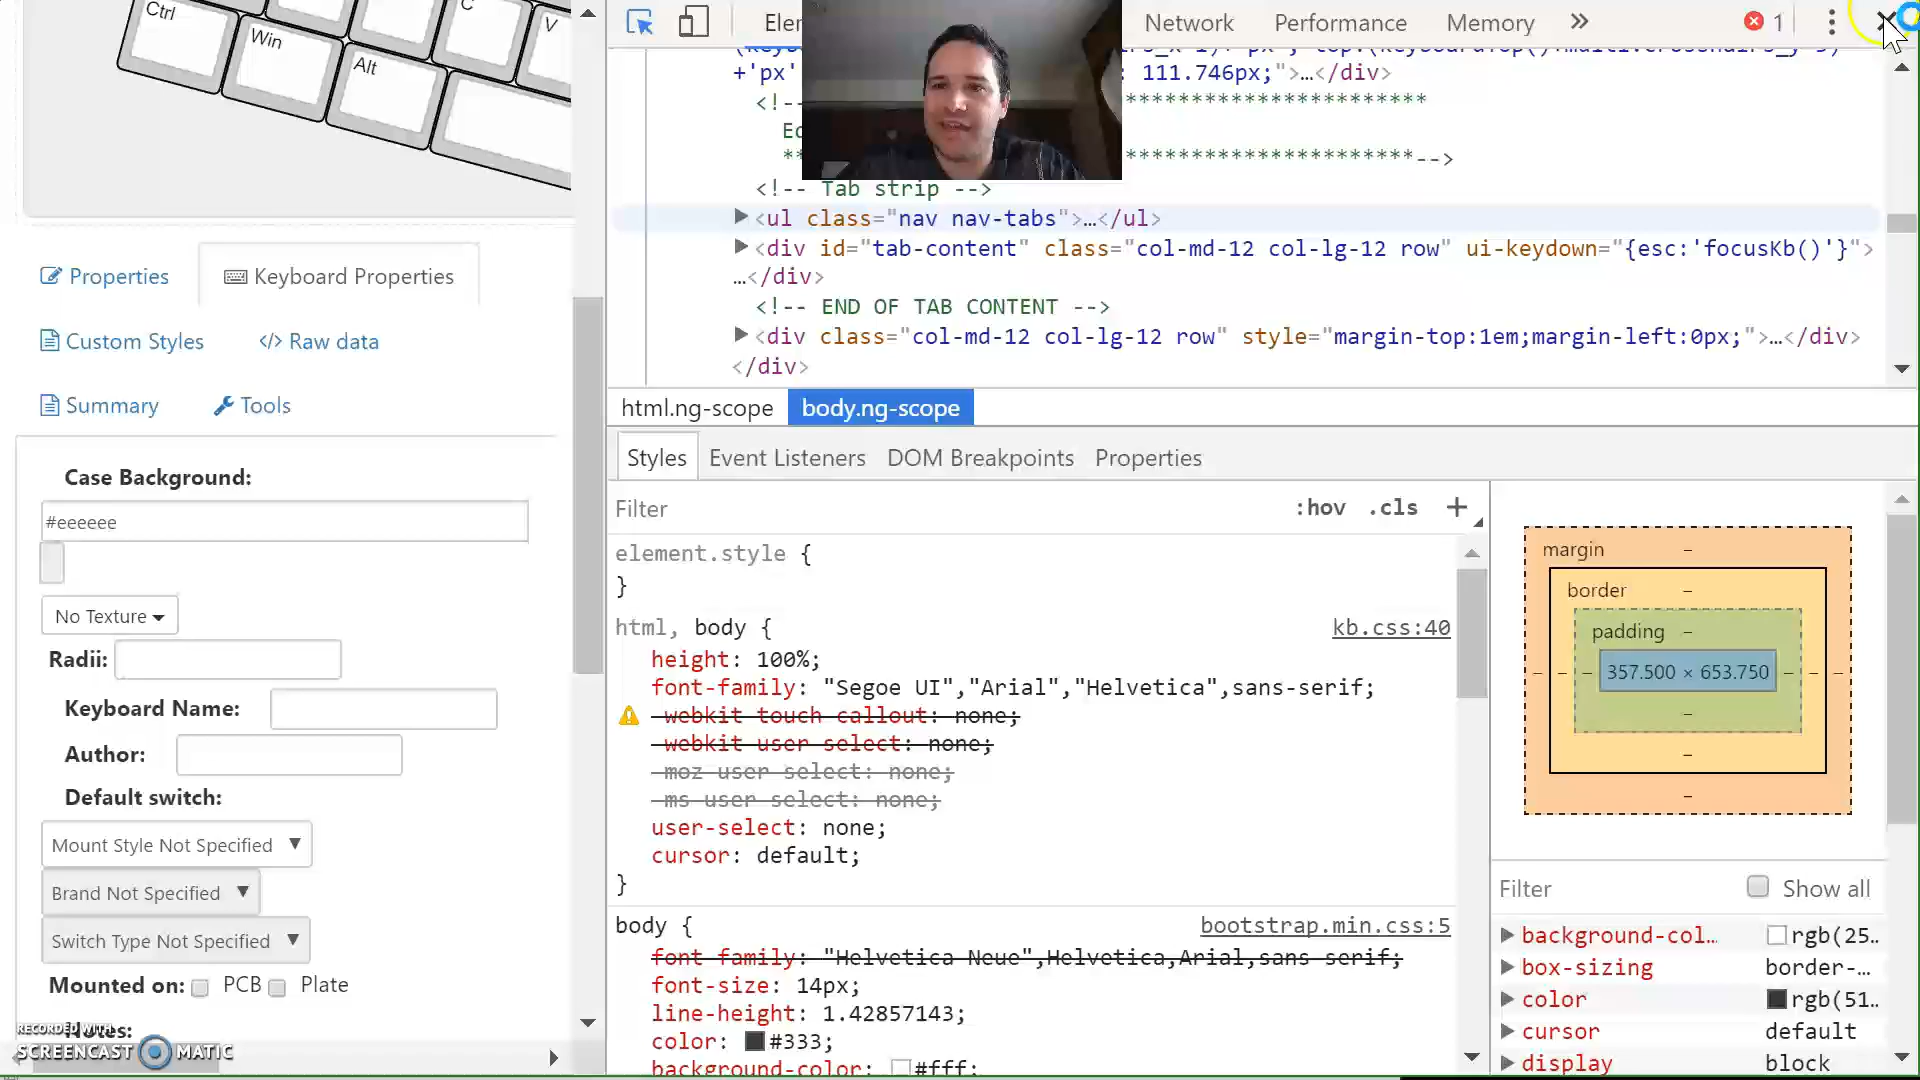 Ctrl
Win
Alt
C
V
Properties
Keyboard Properties
Custom Styles
</> Raw data
Summary
Tools
Case Background:
#eeeeee
No Texture
Radii:
Keyboard Name:
Author:
Default switch:
Mount Style Not Specified
Brand Not Specified
Switch Type Not Specified
Mounted on: PCB Plate
Notes:
RECORDED WITH
SCREENCAST MATIC
Network Performance Memory » 1
+'px' : 111.746px;">…</div>
<!-- ***********************
**********************-->
<!-- Tab strip -->
<ul class="nav nav-tabs">…</ul>
<div id="tab-content" class="col-md-12 col-lg-12 row" ui-keydown="{esc:'focusKb()'}">
…</div>
<!-- END OF TAB CONTENT -->
<div class="col-md-12 col-lg-12 row" style="margin-top:1em;margin-left:0px;">…</div>
</div>
html.ng-scope body.ng-scope
Styles Event Listeners DOM Breakpoints Properties
Filter :hov .cls +
element.style {
}
html, body { kb.css:40
height: 100%;
font-family: "Segoe UI","Arial","Helvetica",sans-serif;
-webkit-touch-callout: none;
-webkit-user-select: none;
-moz-user-select: none;
-ms-user-select: none;
user-select: none;
cursor: default;
}
body { bootstrap.min.css:5
font-family: "Helvetica Neue",Helvetica,Arial,sans-serif;
font-size: 14px;
line-height: 1.42857143;
color: #333;
background-color: #fff;
margin –
border –
padding –
– – – 357.500 × 653.750 – – –
–
–
–
Filter Show all
background-col… rgb(25…
box-sizing border-…
color rgb(51…
cursor default
display block